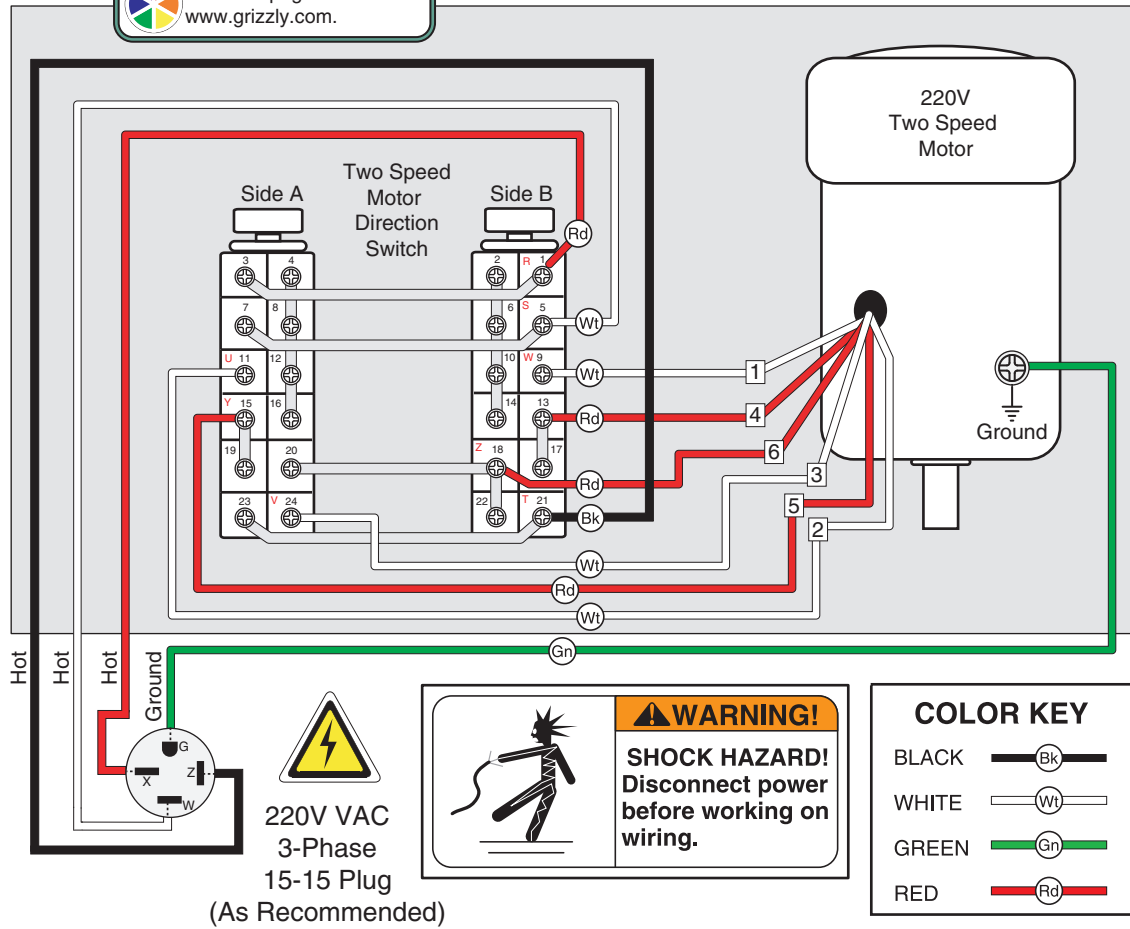 www.grizzly.com.
220V
Two Speed
Motor
Two Speed
Motor
Direction
Switch
Side A
Side B
3
4
2
R 1
7
8
6
S 5
U 11
12
10
W 9
Y 15
16
14
13
19
20
Z 18
17
23
V 24
22
T 21
Rd
Wt
Wt
Rd
Rd
Bk
Wt
Rd
Wt
1
4
6
3
5
2
Ground
Gn
Hot
Hot
Hot
Ground
G
X
Z
W
220V VAC
3-Phase
15-15 Plug
(As Recommended)
WARNING!
SHOCK HAZARD!
Disconnect power
before working on
wiring.
COLOR KEY
BLACK Bk
WHITE Wt
GREEN Gn
RED Rd